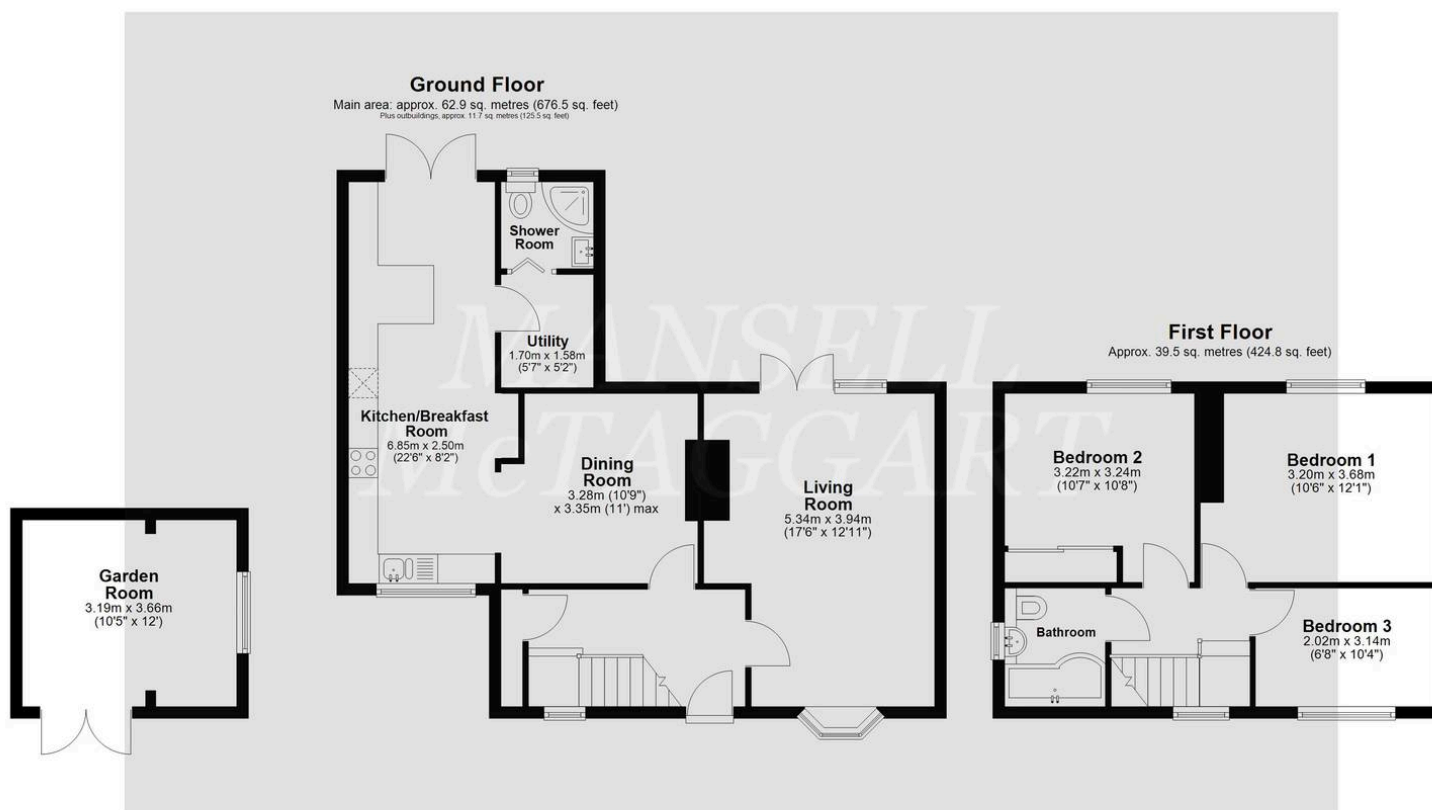 Ground Floor
Main area: approx. 62.9 sq. metres (676.5 sq. feet)
Plus outbuildings, approx. 11.7 sq. metres (125.5 sq. feet)
Shower
Room
Utility
1.70m x 1.58m
(5'7" x 5'2")
Kitchen/Breakfast
Room
6.85m x 2.50m
(22'6" x 8'2")
Dining
Room
3.28m (10'9")
x 3.35m (11') max
Living
Room
5.34m x 3.94m
(17'6" x 12'11")
Garden
Room
3.19m x 3.66m
(10'5" x 12')
First Floor
Approx. 39.5 sq. metres (424.8 sq. feet)
Bedroom 2
3.22m x 3.24m
(10'7" x 10'8")
Bedroom 1
3.20m x 3.68m
(10'6" x 12'1")
Bathroom
Bedroom 3
2.02m x 3.14m
(6'8" x 10'4")
MANSELL
McTAGGART